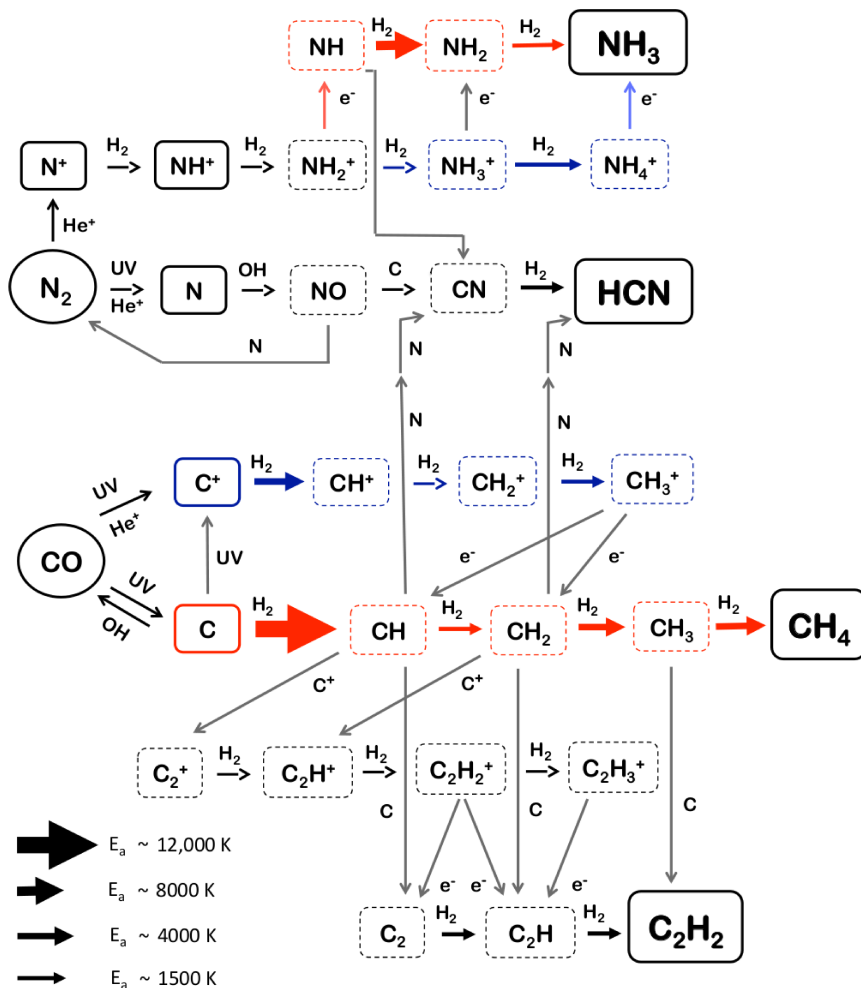 H₂ H₂
NH NH₂ NH₃
e⁻ e⁻ e⁻
H₂ H₂ H₂ H₂
N⁺ NH⁺ NH₂⁺ NH₃⁺ NH₄⁺
He⁺
UV OH C H₂
N₂ N NO CN HCN
He⁺
N N N
N N
H₂ H₂ H₂
UV C⁺ CH⁺ CH₂⁺ CH₃⁺
He⁺
CO UV e⁻ e⁻
UV
OH H₂ H₂ H₂ H₂
C CH CH₂ CH₃ CH₄
C⁺ C⁺
H₂ H₂ H₂
C₂⁺ C₂H⁺ C₂H₂⁺ C₂H₃⁺
C C C
Eₐ ~ 12,000 K
e⁻ e⁻ e⁻
Eₐ ~ 8000 K
H₂ H₂
C₂ C₂H C₂H₂
Eₐ ~ 4000 K
Eₐ ~ 1500 K